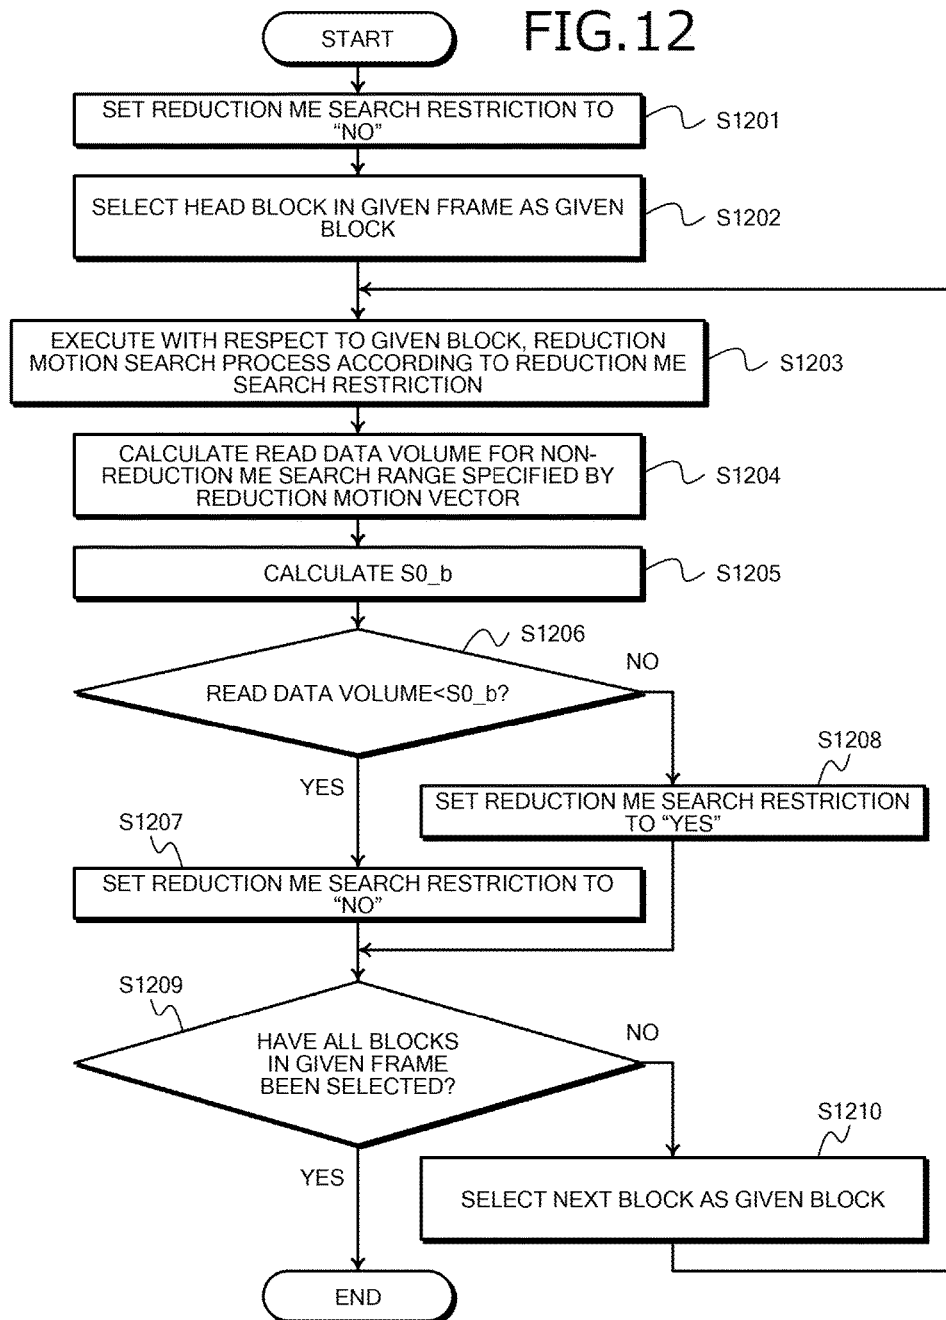 FIG.12
START
SET REDUCTION ME SEARCH RESTRICTION TO
“NO”
S1201
SELECT HEAD BLOCK IN GIVEN FRAME AS GIVEN
BLOCK
S1202
EXECUTE WITH RESPECT TO GIVEN BLOCK, REDUCTION
MOTION SEARCH PROCESS ACCORDING TO REDUCTION ME
SEARCH RESTRICTION
S1203
CALCULATE READ DATA VOLUME FOR NON-
REDUCTION ME SEARCH RANGE SPECIFIED BY
REDUCTION MOTION VECTOR
S1204
CALCULATE S0_b
S1205
S1206
READ DATA VOLUME<S0_b?
NO
YES
S1208
SET REDUCTION ME SEARCH RESTRICTION
TO “YES”
S1207
SET REDUCTION ME SEARCH RESTRICTION TO
“NO”
S1209
HAVE ALL BLOCKS
IN GIVEN FRAME
BEEN SELECTED?
NO
YES
S1210
SELECT NEXT BLOCK AS GIVEN BLOCK
END